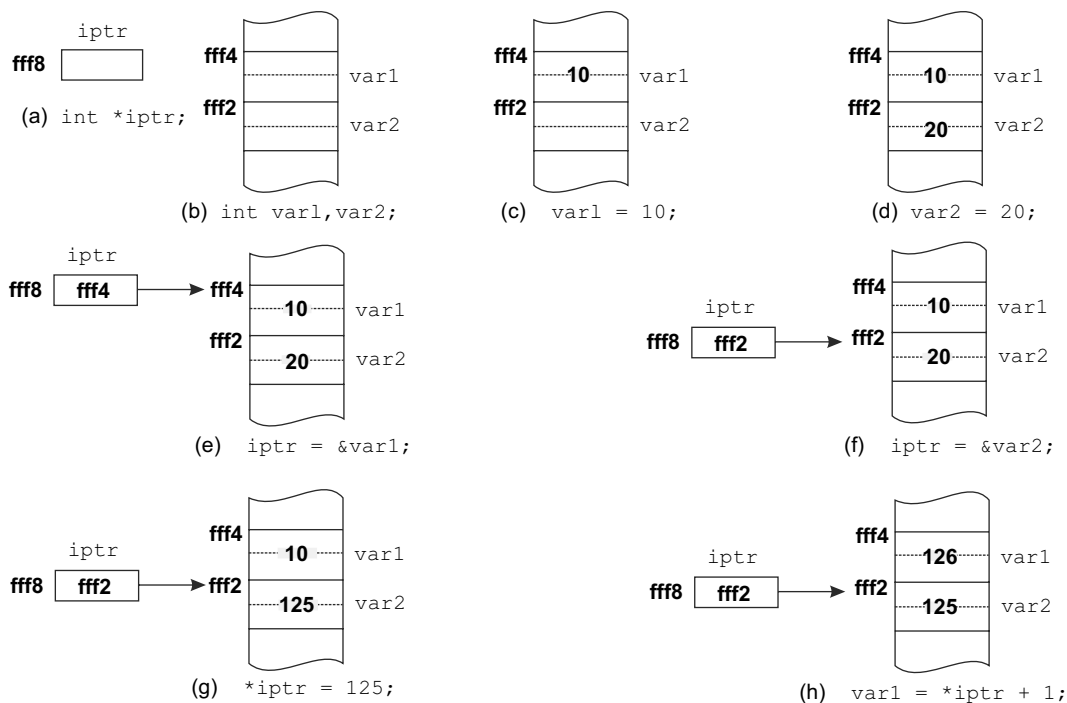 iptr
fff8
(a) int *iptr;
fff4
var1
fff2
var2
(b) int var1,var2;
fff4
10
var1
fff2
var2
(c) var1 = 10;
fff4
10
var1
fff2
20
var2
(d) var2 = 20;
iptr
fff8 fff4
fff4
10
var1
fff2
20
var2
(e) iptr = &var1;
iptr
fff8 fff2
fff4
10
var1
fff2
20
var2
(f) iptr = &var2;
iptr
fff8 fff2
fff4
10
var1
fff2
125
var2
(g) *iptr = 125;
iptr
fff8 fff2
fff4
126
var1
fff2
125
var2
(h) var1 = *iptr + 1;